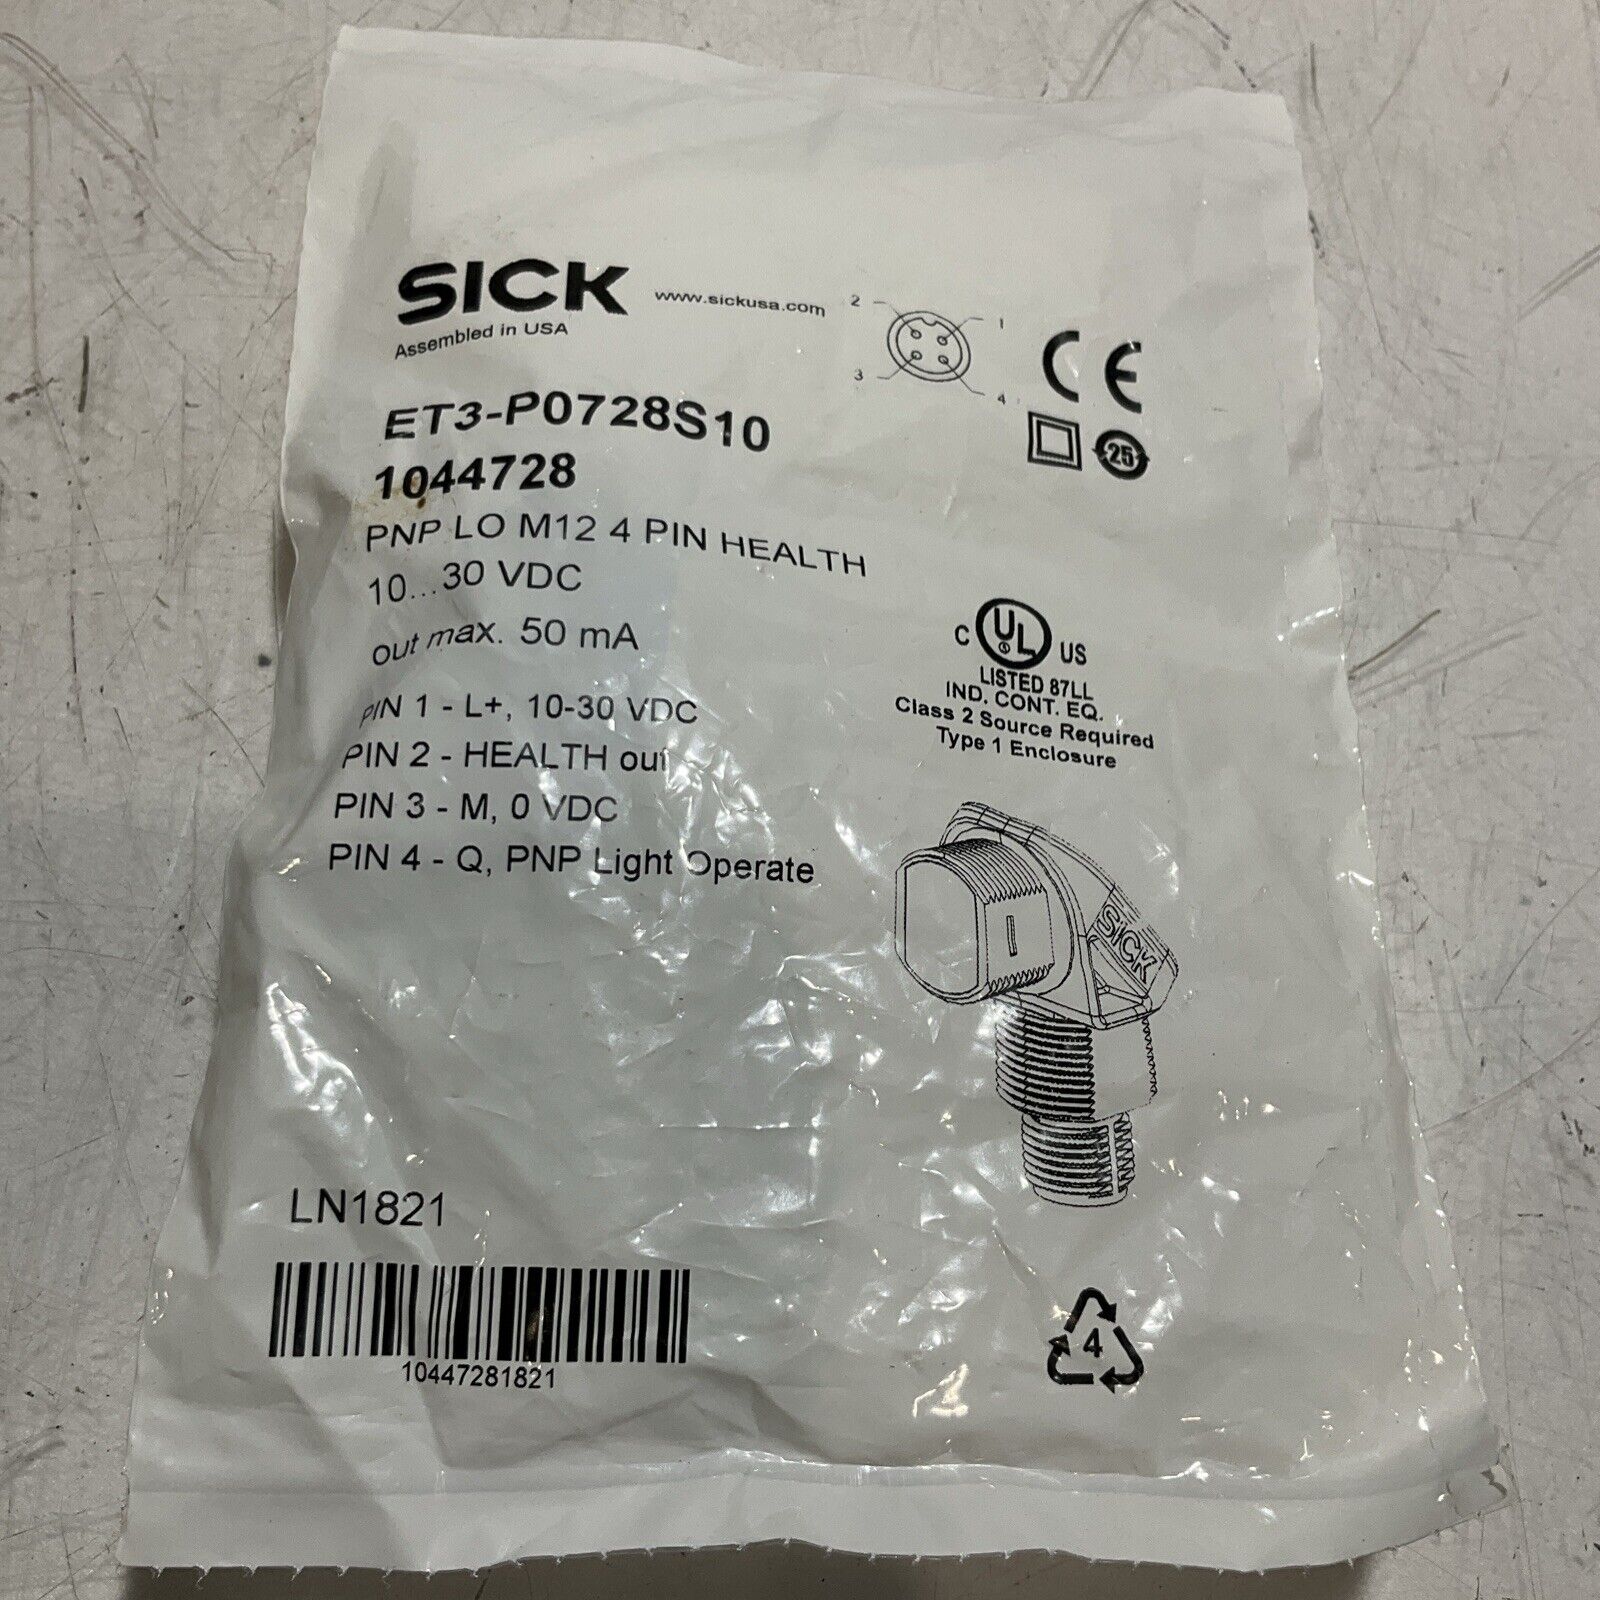 SICK
www.sickusa.com
Assembled in USA
2
1
3
4
CE
25
ET3-P0728S10
1044728
PNP LO M12 4 PIN HEALTH
10...30 VDC
out max. 50 mA
PIN 1 - L+, 10-30 VDC
PIN 2 - HEALTH out
PIN 3 - M, 0 VDC
PIN 4 - Q, PNP Light Operate
C UL US
®
LISTED 87LL
IND. CONT. EQ.
Class 2 Source Required
Type 1 Enclosure
SICK
LN1821
10447281821
4